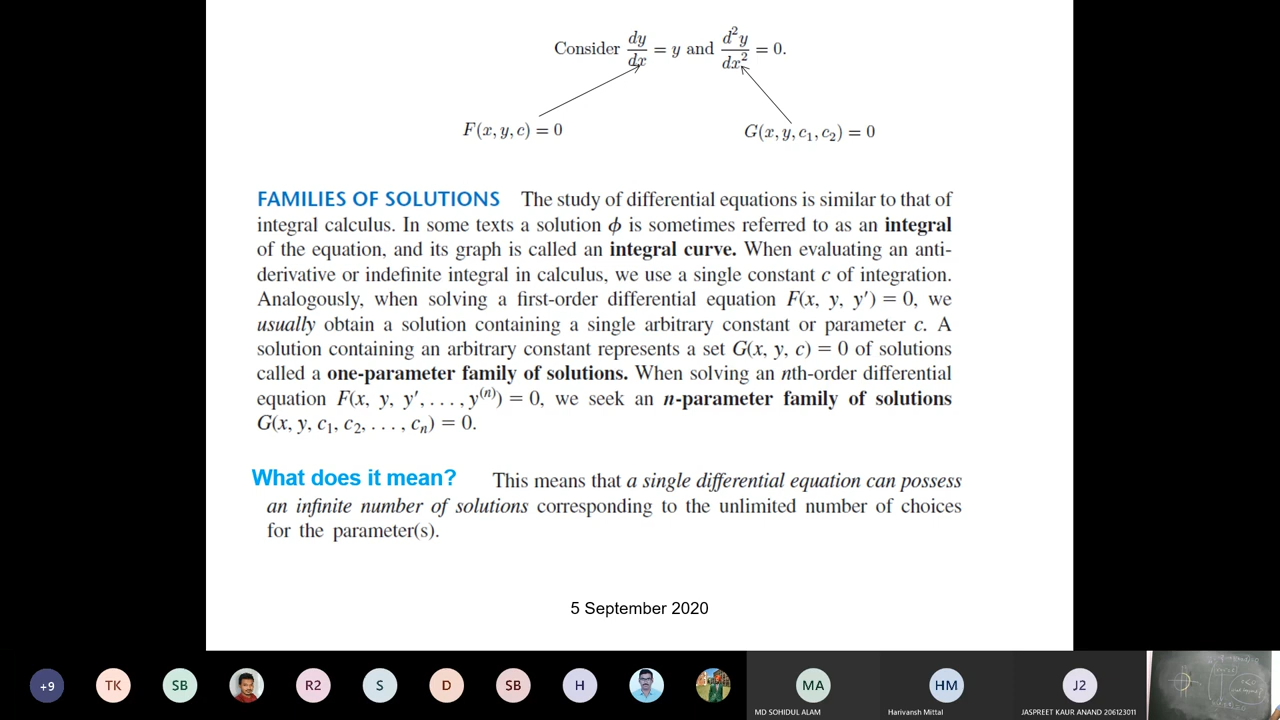 Consider dy/dx = y and d²y/dx² = 0.
F(x, y, c) = 0
G(x, y, c₁, c₂) = 0
FAMILIES OF SOLUTIONS The study of differential equations is similar to that of
integral calculus. In some texts a solution ϕ is sometimes referred to as an integral
of the equation, and its graph is called an integral curve. When evaluating an anti-
derivative or indefinite integral in calculus, we use a single constant c of integration.
Analogously, when solving a first-order differential equation F(x, y, y′) = 0, we
usually obtain a solution containing a single arbitrary constant or parameter c. A
solution containing an arbitrary constant represents a set G(x, y, c) = 0 of solutions
called a one-parameter family of solutions. When solving an nth-order differential
equation F(x, y, y′, . . . , y⁽ⁿ⁾) = 0, we seek an n-parameter family of solutions
G(x, y, c₁, c₂, . . . , cₙ) = 0.
What does it mean? This means that a single differential equation can possess
an infinite number of solutions corresponding to the unlimited number of choices
for the parameter(s).
5 September 2020
+9 TK SB R2 S D SB H MA HM J2
MD SOHIDUL ALAM Harivansh Mittal JASPREET KAUR ANAND 206123011